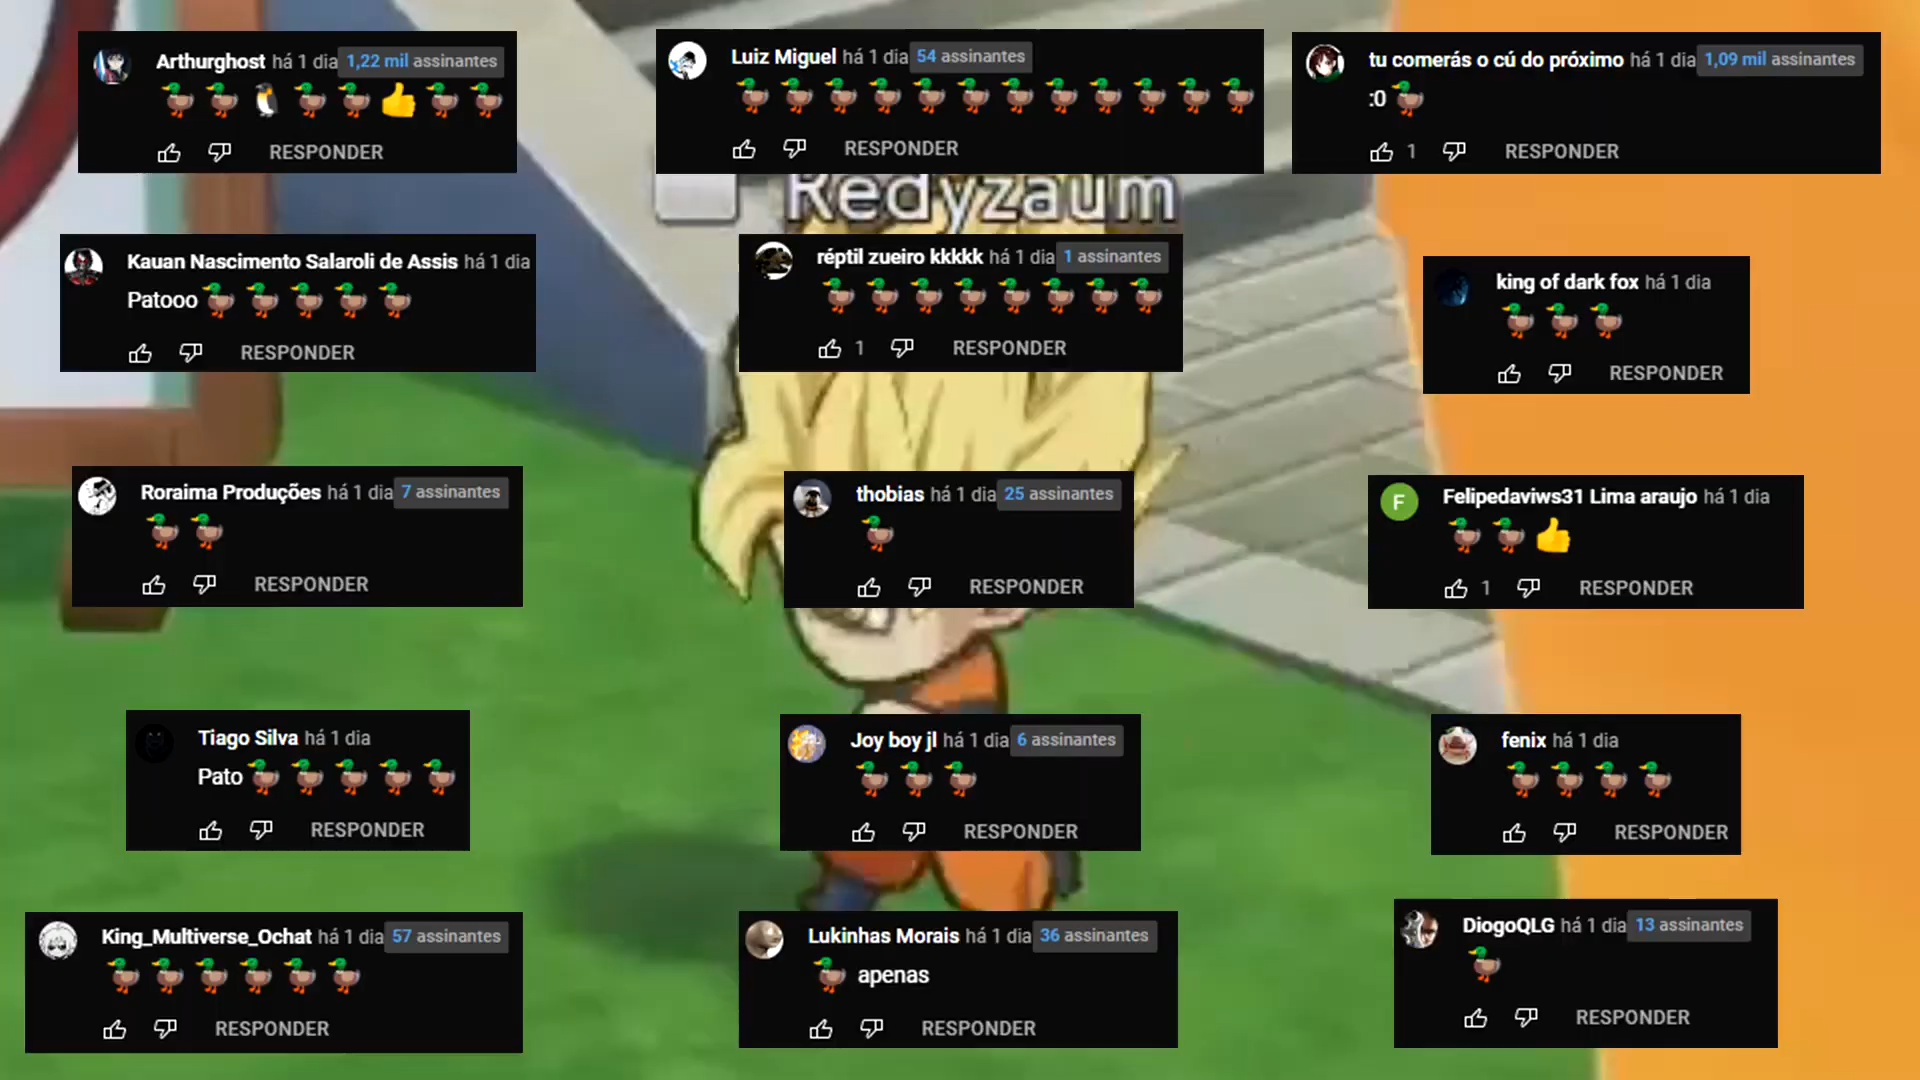 Arthurghost há 1 dia 1,22 mil assinantes
🦆🦆🐧🦆🦆👍🦆🦆
RESPONDER
Luiz Miguel há 1 dia 54 assinantes
🦆🦆🦆🦆🦆🦆🦆🦆🦆🦆🦆🦆
RESPONDER
tu comerás o cú do próximo há 1 dia 1,09 mil assinantes
:0 🦆
1 RESPONDER
Redyzaum
Kauan Nascimento Salaroli de Assis há 1 dia
Patooo 🦆🦆🦆🦆🦆
RESPONDER
réptil zueiro kkkkk há 1 dia 1 assinantes
🦆🦆🦆🦆🦆🦆🦆🦆
1 RESPONDER
king of dark fox há 1 dia
🦆🦆🦆
RESPONDER
Roraima Produções há 1 dia 7 assinantes
🦆🦆
RESPONDER
thobias há 1 dia 25 assinantes
🦆
RESPONDER
F
Felipedaviws31 Lima araujo há 1 dia
🦆🦆👍
1 RESPONDER
Tiago Silva há 1 dia
Pato 🦆🦆🦆🦆🦆
RESPONDER
Joy boy jl há 1 dia 6 assinantes
🦆🦆🦆
RESPONDER
fenix há 1 dia
🦆🦆🦆🦆
RESPONDER
King_Multiverse_Ochat há 1 dia 57 assinantes
🦆🦆🦆🦆🦆🦆
RESPONDER
Lukinhas Morais há 1 dia 36 assinantes
🦆 apenas
RESPONDER
DiogoQLG há 1 dia 13 assinantes
🦆
RESPONDER